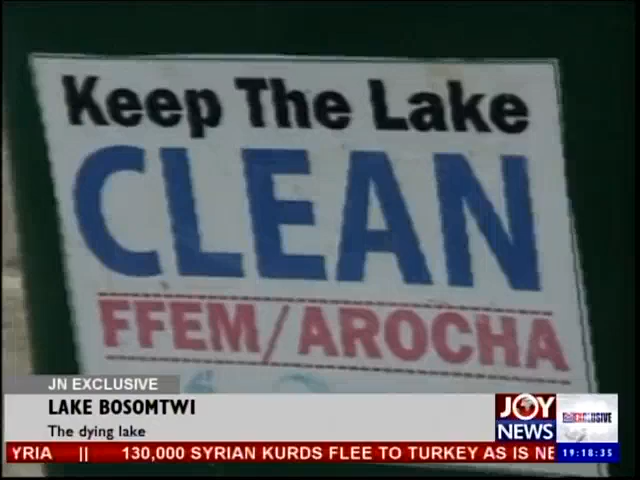 Keep The Lake
CLEAN
FFEM/AROCHA
JN EXCLUSIVE
LAKE BOSOMTWI
The dying lake
JOY
NEWS
EXCLUSIVE
19:18:35
YRIA || 130,000 SYRIAN KURDS FLEE TO TURKEY AS IS NE